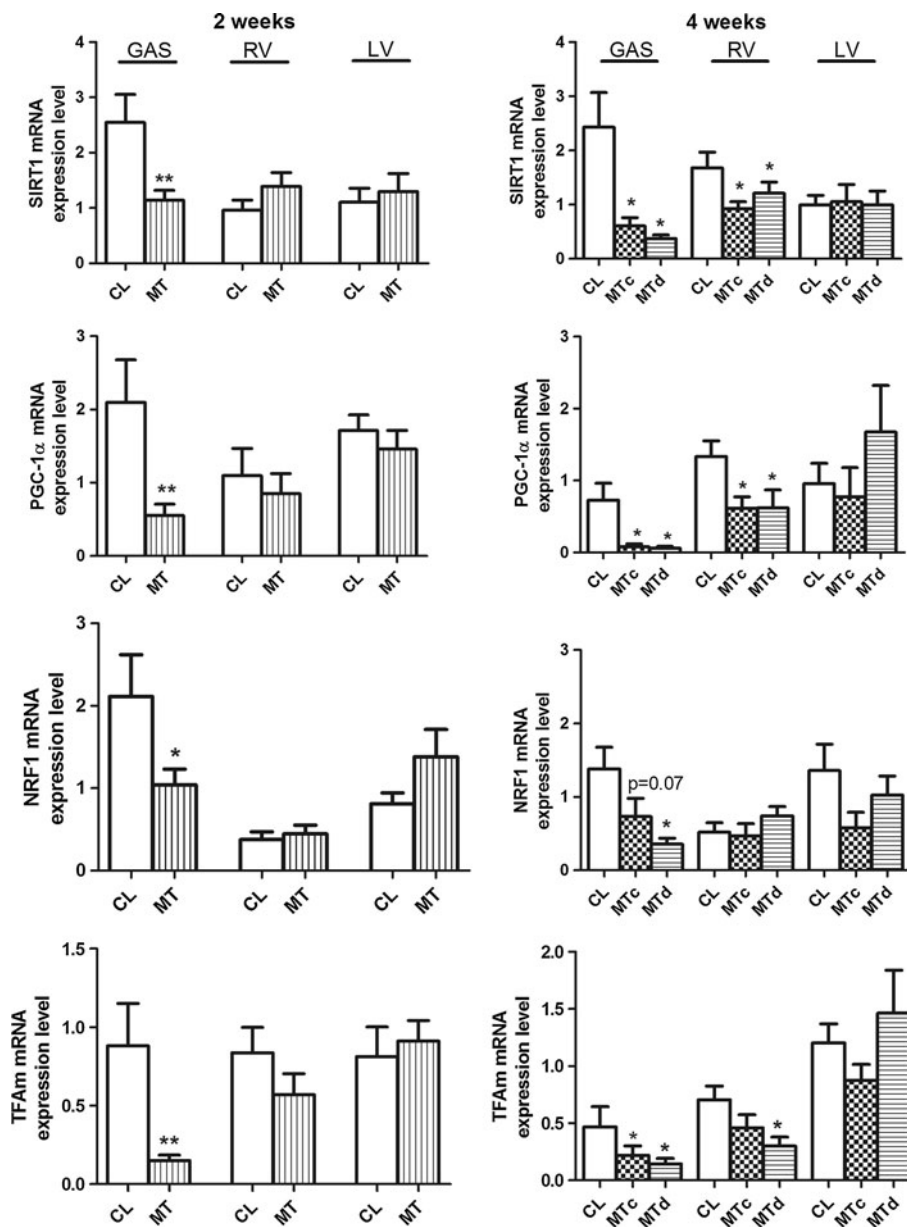 2 weeks
GAS RV LV
SIRT1 mRNA
expression level
4
3
2
1
0
**
CL MT CL MT CL MT
4 weeks
GAS RV LV
SIRT1 mRNA
expression level
4
3
2
1
0
* * * *
CL MTc MTd CL MTc MTd CL MTc MTd
PGC-1α mRNA
expression level
3
2
1
0
**
CL MT CL MT CL MT
PGC-1α mRNA
expression level
3
2
1
0
* * * *
CL MTc MTd CL MTc MTd CL MTc MTd
NRF1 mRNA
expression level
3
2
1
0
*
CL MT CL MT CL MT
NRF1 mRNA
expression level
3
2
1
0
p=0.07
*
CL MTc MTd CL MTc MTd CL MTc MTd
TFAm mRNA
expression level
1.5
1.0
0.5
0.0
**
CL MT CL MT CL MT
TFAm mRNA
expression level
2.0
1.5
1.0
0.5
0.0
* * *
CL MTc MTd CL MTc MTd CL MTc MTd